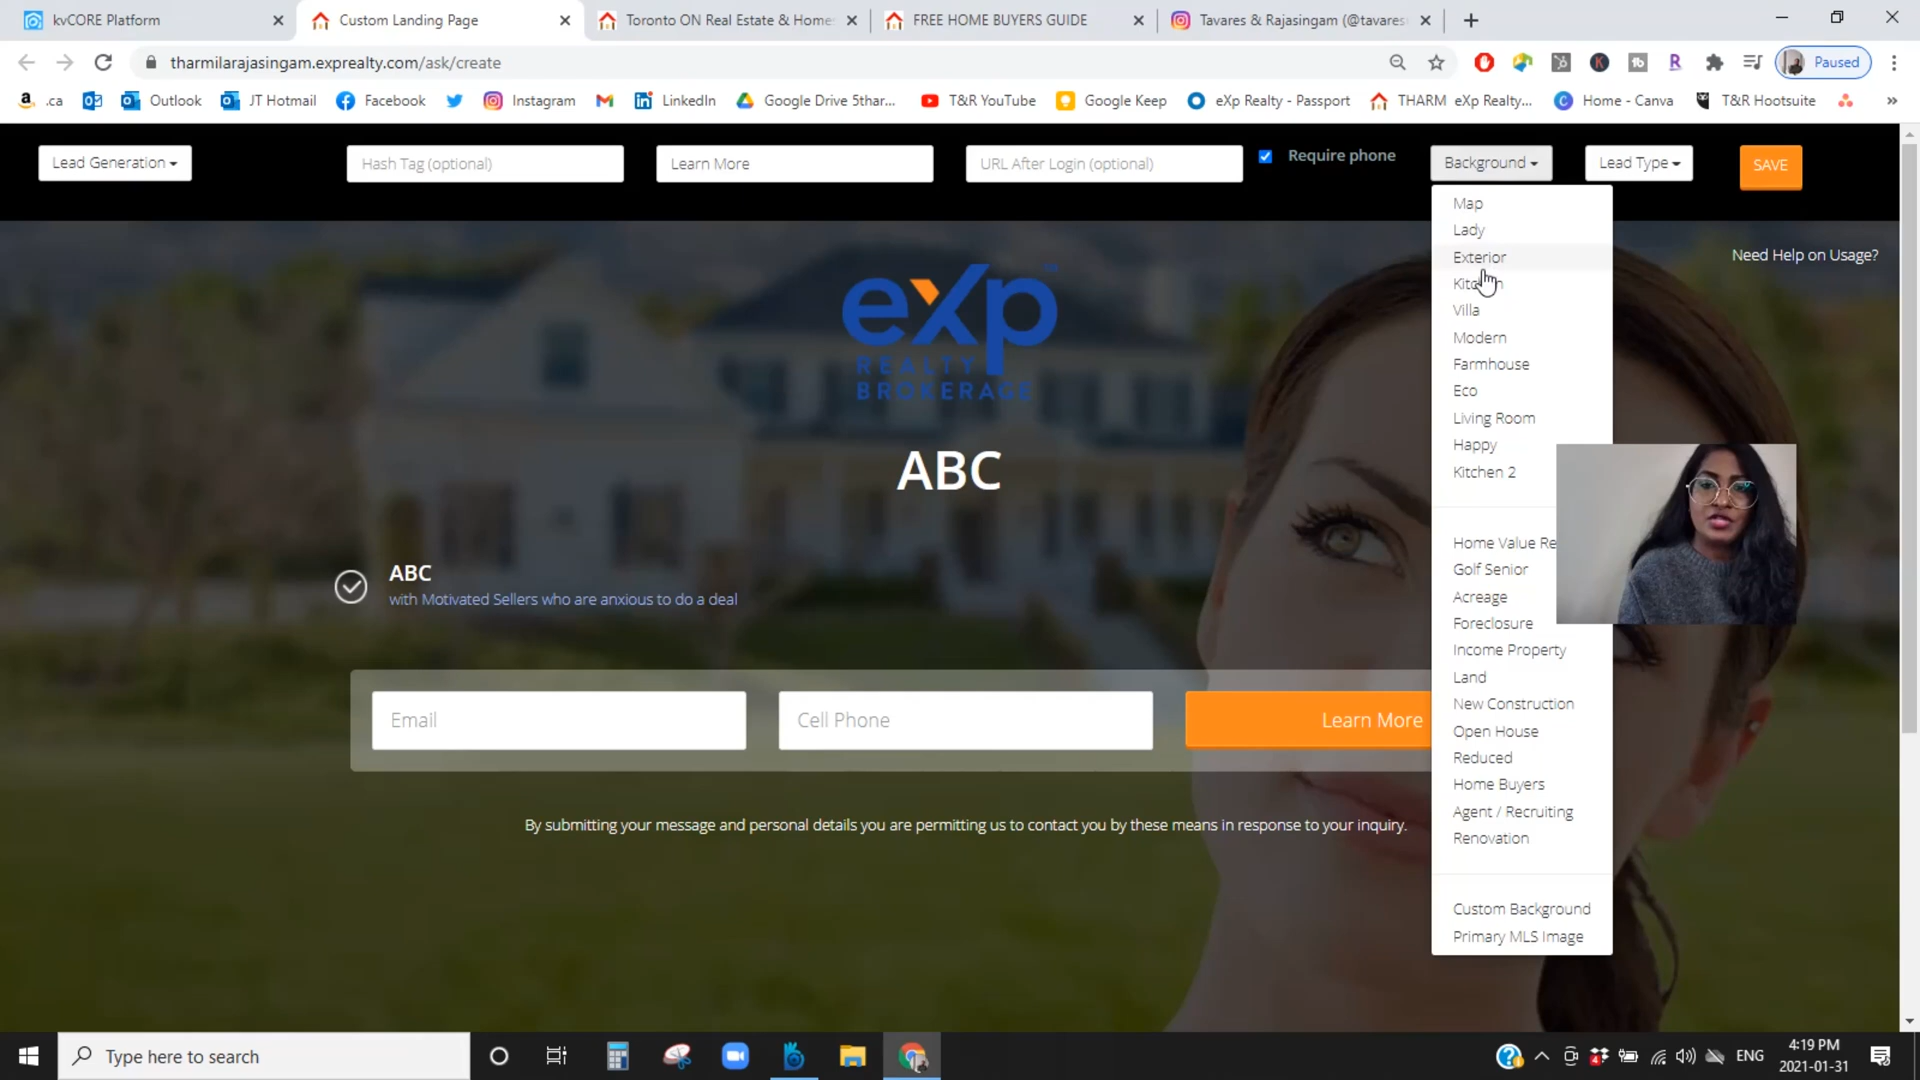 kvCORE Platform
Custom Landing Page
Toronto ON Real Estate & Home
FREE HOME BUYERS GUIDE
Tavares & Rajasingam (@tavares
tharmilarajasingam.exprealty.com/ask/create
Paused
.ca
Outlook
JT Hotmail
Facebook
Instagram
LinkedIn
Google Drive 5thar...
T&R YouTube
Google Keep
eXp Realty - Passport
THARM eXp Realty...
Home - Canva
T&R Hootsuite
Lead Generation
Hash Tag (optional)
Learn More
URL After Login (optional)
Require phone
Background
Lead Type
SAVE
Need Help on Usage?
Map
Lady
Exterior
Kitchen
Villa
Modern
Farmhouse
Eco
Living Room
Happy
Kitchen 2
Home Value Re
Golf Senior
Acreage
Foreclosure
Income Property
Land
New Construction
Open House
Reduced
Home Buyers
Agent / Recruiting
Renovation
Custom Background
Primary MLS Image
eXp
REALTY
BROKERAGE
ABC
ABC
with Motivated Sellers who are anxious to do a deal
Email
Cell Phone
Learn More
By submitting your message and personal details you are permitting us to contact you by these means in response to your inquiry.
Type here to search
ENG
4:19 PM
2021-01-31